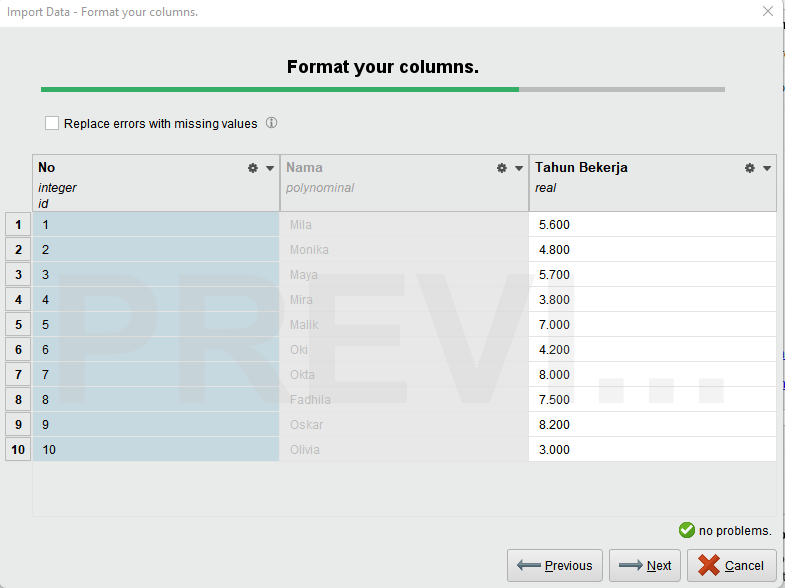 Import Data - Format your columns.
Format your columns.
Replace errors with missing values
No Nama Tahun Bekerja
integer polynominal real
id
1 1 Mila 5.600
2 2 Monika 4.800
3 3 Maya 5.700
4 4 Mira 3.800
5 5 Malik 7.000
6 6 Oki 4.200
7 7 Okta 8.000
8 8 Fadhila 7.500
9 9 Oskar 8.200
10 10 Olivia 3.000
PREVI...
no problems.
Previous Next Cancel